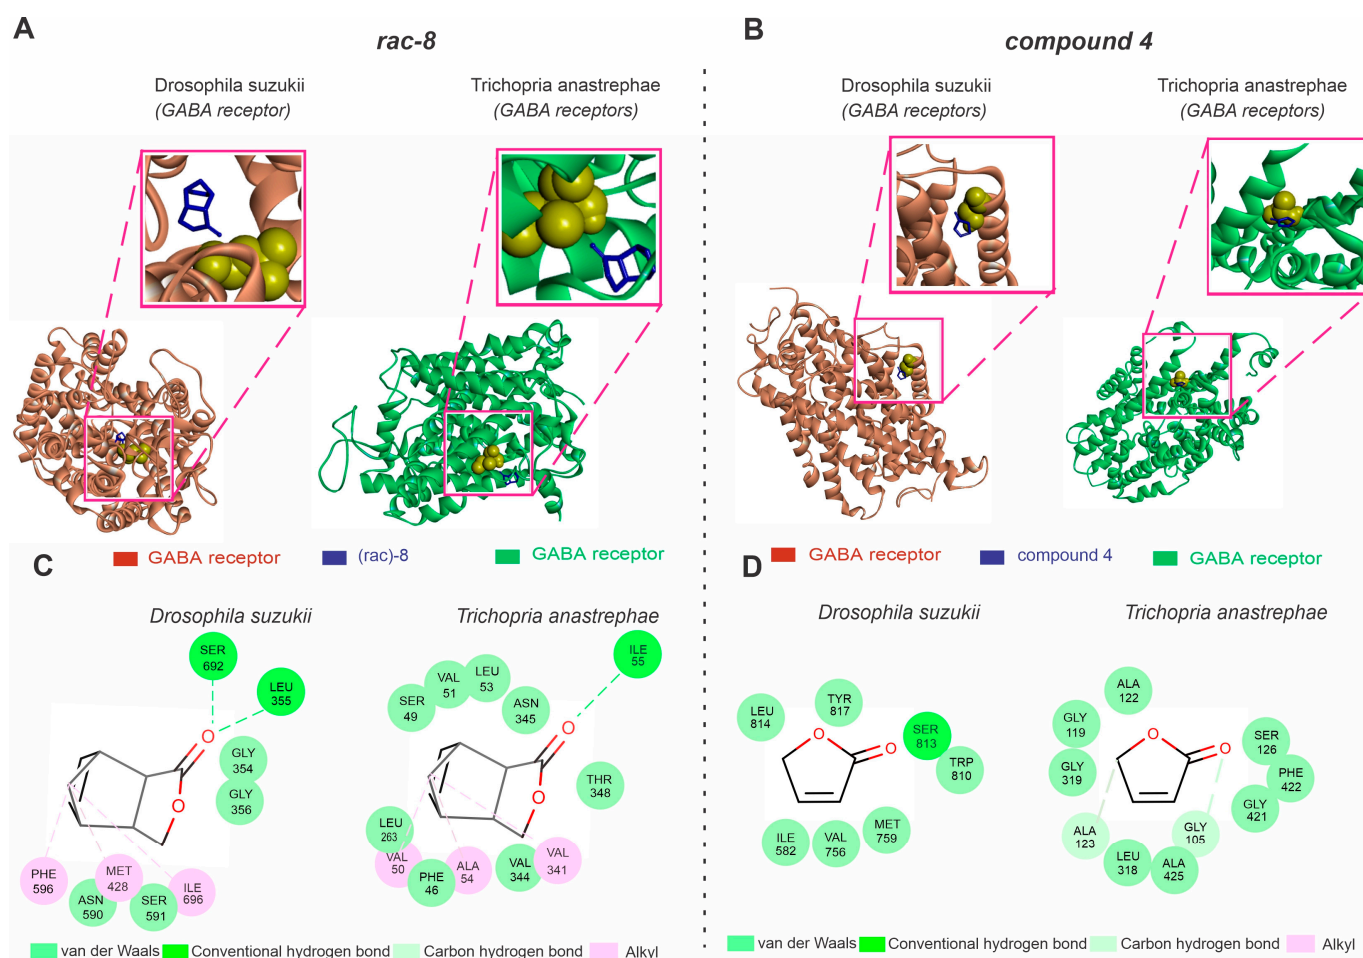 A
rac-8
Drosophila suzukii
(GABA receptor)
Trichopria anastrephae
(GABA receptors)
GABA receptor
(rac)-8
GABA receptor
B
compound 4
Drosophila suzukii
(GABA receptors)
Trichopria anastrephae
(GABA receptors)
GABA receptor
compound 4
GABA receptor
C
Drosophila suzukii
SER
692
LEU
355
GLY
354
GLY
356
O
O
PHE
596
MET
428
ILE
696
ASN
590
SER
591
Trichopria anastrephae
ILE
55
LEU
53
VAL
51
SER
49
ASN
345
O
THR
348
O
LEU
263
VAL
50
PHE
46
ALA
54
VAL
344
VAL
341
van der Waals
Conventional hydrogen bond
Carbon hydrogen bond
Alkyl
D
Drosophila suzukii
LEU
814
TYR
817
SER
813
TRP
810
O
O
ILE
582
VAL
756
MET
759
Trichopria anastrephae
ALA
122
GLY
119
GLY
319
O
O
SER
126
PHE
422
GLY
421
ALA
123
GLY
105
LEU
318
ALA
425
van der Waals
Conventional hydrogen bond
Carbon hydrogen bond
Alkyl